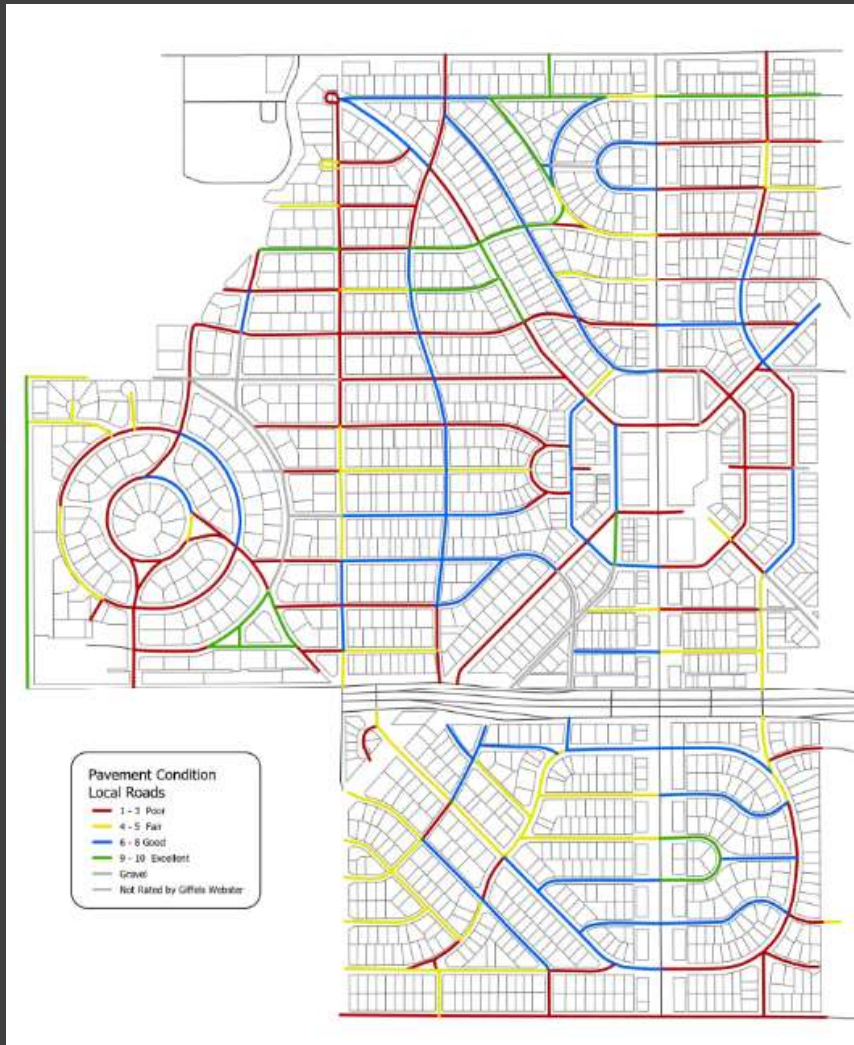 Pavement Condition
Local Roads
1 - 3 Poor
4 - 5 Fair
6 - 8 Good
9 - 10 Excellent
Gravel
Not Rated by Giffels Webster